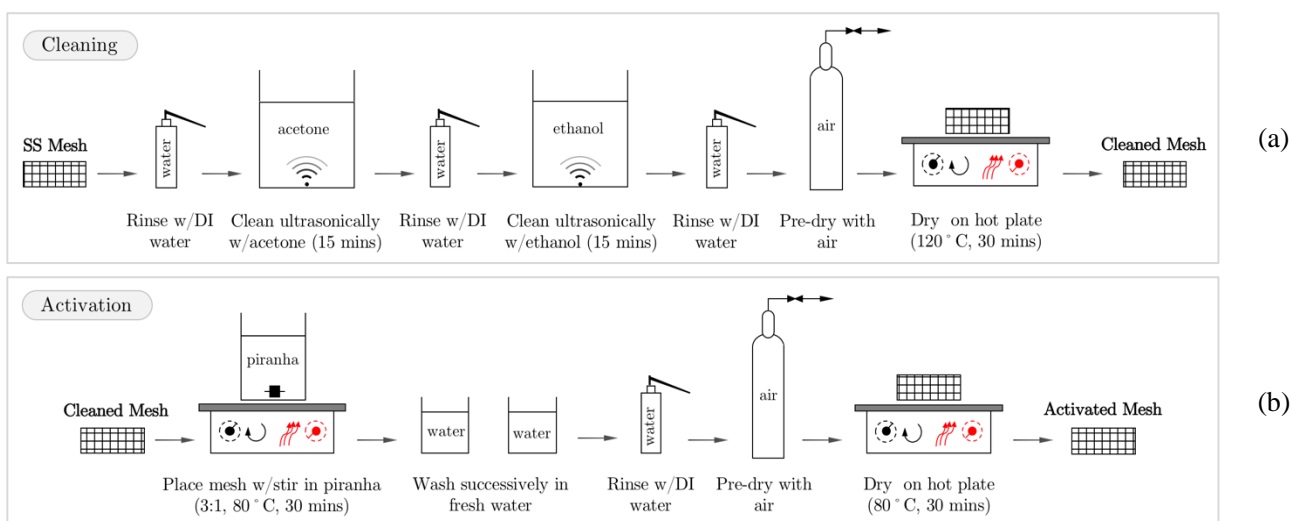 Cleaning
SS Mesh
water
acetone
water
ethanol
water
air
Cleaned Mesh
(a)
Rinse w/DI
water
Clean ultrasonically
w/acetone (15 mins)
Rinse w/DI
water
Clean ultrasonically
w/ethanol (15 mins)
Rinse w/DI
water
Pre-dry with
air
Dry on hot plate
(120°C, 30 mins)
Activation
Cleaned Mesh
piranha
water
water
water
air
Activated Mesh
(b)
Place mesh w/stir in piranha
(3:1, 80°C, 30 mins)
Wash successively in
fresh water
Rinse w/DI
water
Pre-dry with
air
Dry on hot plate
(80°C, 30 mins)